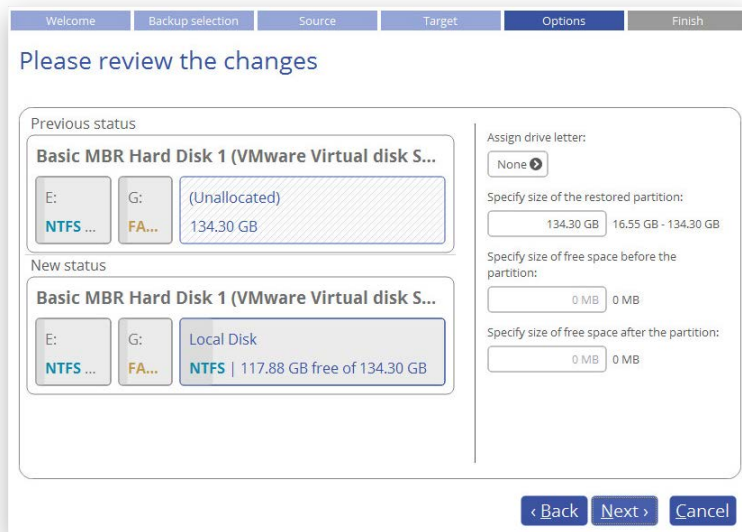 Welcome
Backup selection
Source
Target
Options
Finish
Please review the changes
Previous status
Basic MBR Hard Disk 1 (VMware Virtual disk S...
E:
NTFS ...
G:
FA...
(Unallocated)
134.30 GB
New status
Basic MBR Hard Disk 1 (VMware Virtual disk S...
E:
NTFS ...
G:
FA...
Local Disk
NTFS | 117.88 GB free of 134.30 GB
Assign drive letter:
None
Specify size of the restored partition:
134.30 GB 16.55 GB - 134.30 GB
Specify size of free space before the
partition:
0 MB 0 MB
Specify size of free space after the partition:
0 MB 0 MB
‹ Back
Next ›
Cancel